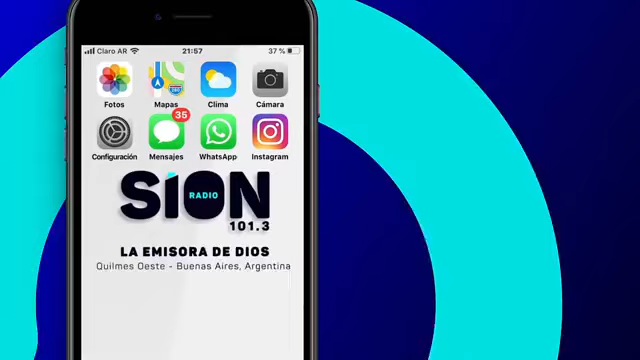 Claro AR 21:57 37 %
Fotos Mapas Clima Cámara
35
Configuración Mensajes WhatsApp Instagram
SION
RADIO
101.3
LA EMISORA DE DIOS
Quilmes Oeste - Buenas Aires, Argentina